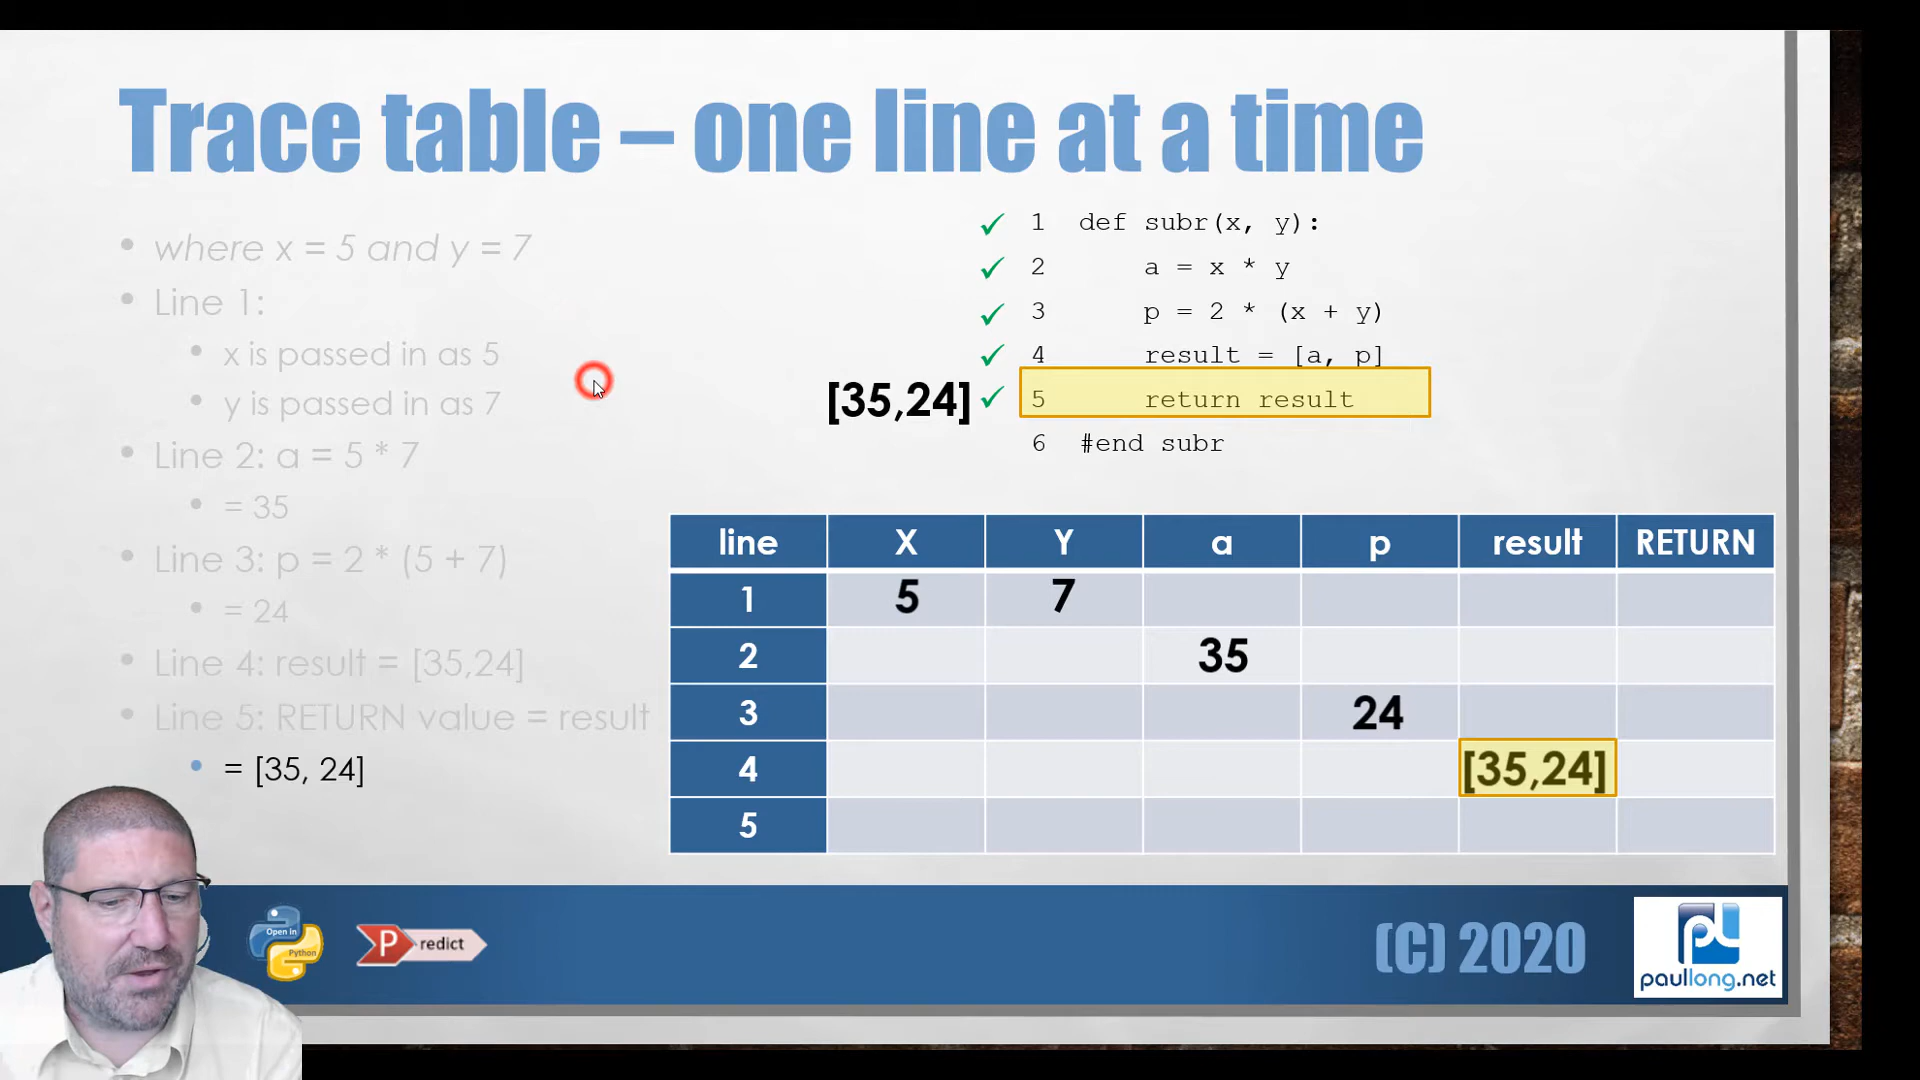 Trace table – one line at a time
• where x = 5 and y = 7
• Line 1:
• x is passed in as 5
• y is passed in as 7
• Line 2: a = 5 * 7
• = 35
• Line 3: p = 2 * (5 + 7)
• = 24
• Line 4: result = [35,24]
• Line 5: RETURN value = result
• = [35, 24]
✓ 1 def subr(x, y):
✓ 2 a = x * y
✓ 3 p = 2 * (x + y)
✓ 4 result = [a, p]
[35,24] ✓ 5 return result
6 #end subr
line X Y a p result RETURN
1 5 7
2 35
3 24
4 [35,24]
5
Open in
Python
P redict
(C) 2020
pl
paullong.net